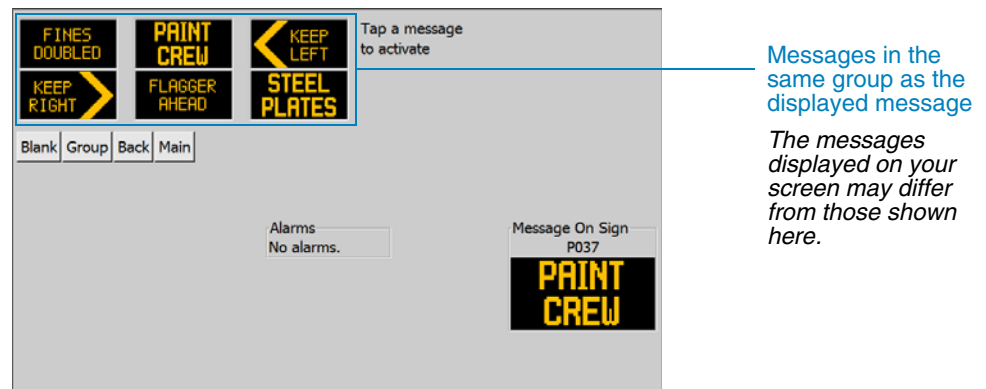 FINES
DOUBLED
PAINT
CREW
KEEP
LEFT
KEEP
RIGHT
FLAGGER
AHEAD
STEEL
PLATES
Tap a message
to activate
Blank Group Back Main
Alarms
No alarms.
Message On Sign
P037
PAINT
CREW
Messages in the
same group as the
displayed message
The messages
displayed on your
screen may differ
from those shown
here.